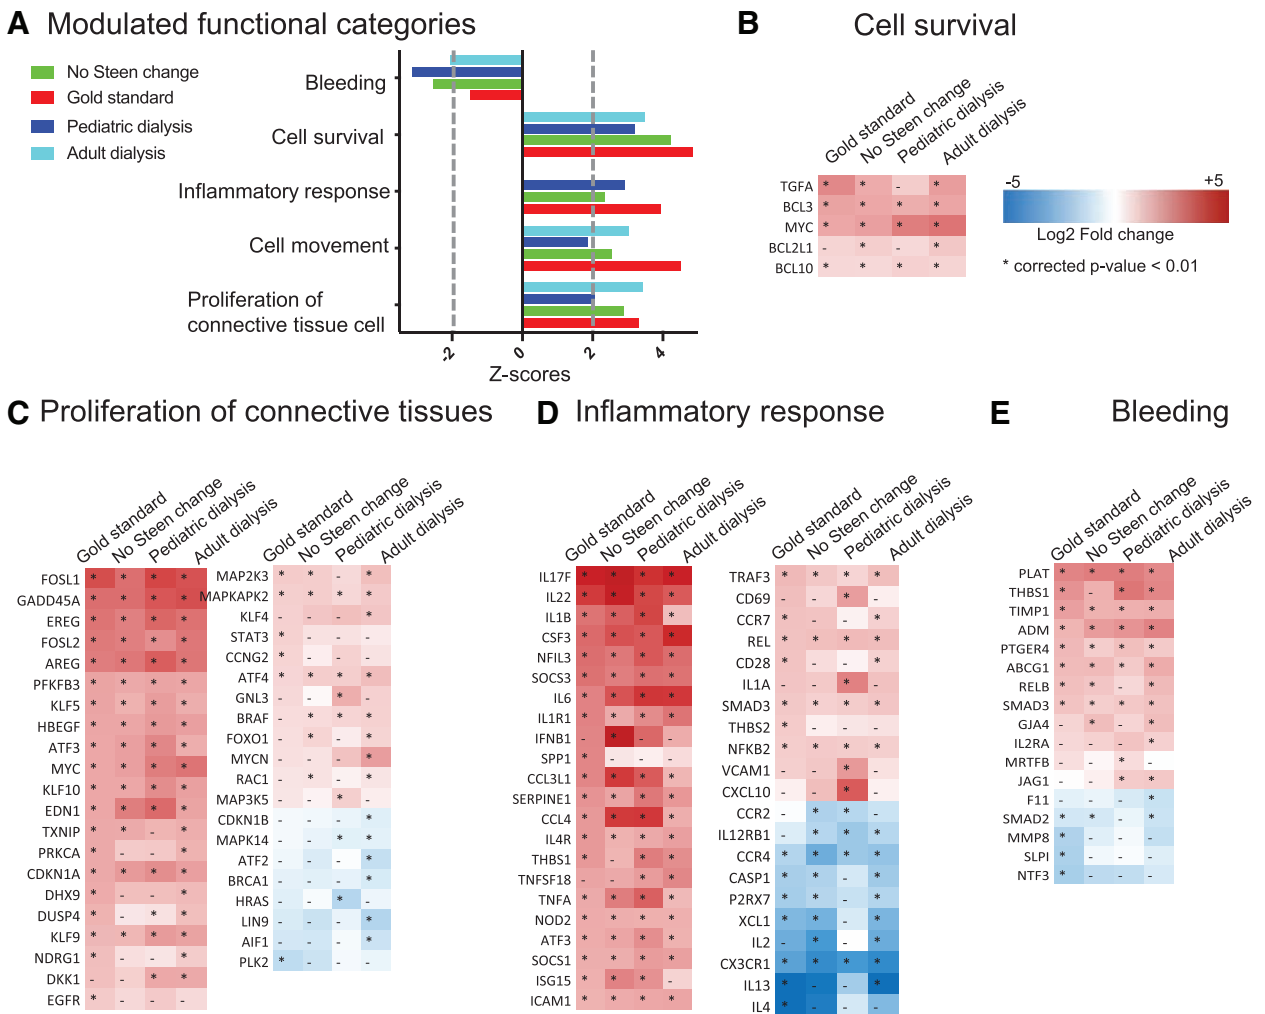 A Modulated functional categories
No Steen change
Gold standard
Pediatric dialysis
Adult dialysis
Bleeding
Cell survival
Inflammatory response
Cell movement
Proliferation of
connective tissue cell
-2 0 2 4
Z-scores
B Cell survival
Gold standard
No Steen change
Pediatric dialysis
Adult dialysis
TGFA * * - *
BCL3 * * * *
MYC * * * *
BCL2L1 - * - *
BCL10 * * * *
-5 +5
Log2 Fold change
* corrected p-value < 0.01
C Proliferation of connective tissues
Gold standard
No Steen change
Pediatric dialysis
Adult dialysis
FOSL1 * * * *
GADD45A * * * *
EREG * * * *
FOSL2 * * * *
AREG * * * *
PFKFB3 * * * *
KLF5 * * * *
HBEGF * * * *
ATF3 * * * *
MYC * * * *
KLF10 * * * *
EDN1 * * * *
TXNIP * * - *
PRKCA * - - *
CDKN1A * * * *
DHX9 * - - *
DUSP4 * - * *
KLF9 * * * *
NDRG1 * - - *
DKK1 - - * *
EGFR * - - -
Gold standard
No Steen change
Pediatric dialysis
Adult dialysis
MAP2K3 * * - *
MAPKAPK2 * * * *
KLF4 - - - *
STAT3 * - - -
CCNG2 * - - -
ATF4 * * * *
GNL3 - - * -
BRAF - * * *
FOXO1 - * - *
MYCN - - - *
RAC1 - * - *
MAP3K5 - - * -
CDKN1B - - - *
MAPK14 - - * *
ATF2 - - - *
BRCA1 - - - *
HRAS - - * -
LIN9 - - - *
AIF1 - - - *
PLK2 * - - -
D Inflammatory response
Gold standard
No Steen change
Pediatric dialysis
Adult dialysis
IL17F * * * *
IL22 * * * *
IL1B * * * *
CSF3 * * * *
NFIL3 * * * *
SOCS3 * * * *
IL6 * * * *
IL1R1 * * * *
IFNB1 - * - -
SPP1 * - - -
CCL3L1 * * * *
SERPINE1 * * * *
CCL4 * * * *
IL4R * * * *
THBS1 * - * *
TNFSF18 - - * *
TNFA * * * *
NOD2 * * * *
ATF3 * * * *
SOCS1 * * * *
ISG15 * * * -
ICAM1 * * * *
Gold standard
No Steen change
Pediatric dialysis
Adult dialysis
TRAF3 * * * *
CD69 - - * -
CCR7 * - - *
REL * * * *
CD28 * - - *
IL1A - - * -
SMAD3 * * * *
THBS2 * - - -
NFKB2 * * * *
VCAM1 - - * -
CXCL10 - - * -
CCR2 - * * -
IL12RB1 - * * *
CCR4 * * * *
CASP1 * * - *
P2RX7 * * - *
XCL1 * * - *
IL2 - * - *
CX3CR1 * * * *
IL13 * - - *
IL4 * - - -
E Bleeding
Gold standard
No Steen change
Pediatric dialysis
Adult dialysis
PLAT * * * *
THBS1 * - * *
TIMP1 * * * *
ADM * * * *
PTGER4 * * * *
ABCG1 * * * *
RELB * * - *
SMAD3 * * * *
GJA4 - * - *
IL2RA - - - *
MRTFB - - * -
JAG1 - - * *
F11 - - - *
SMAD2 * * - *
MMP8 * - - -
SLPI * - - -
NTF3 * - - -